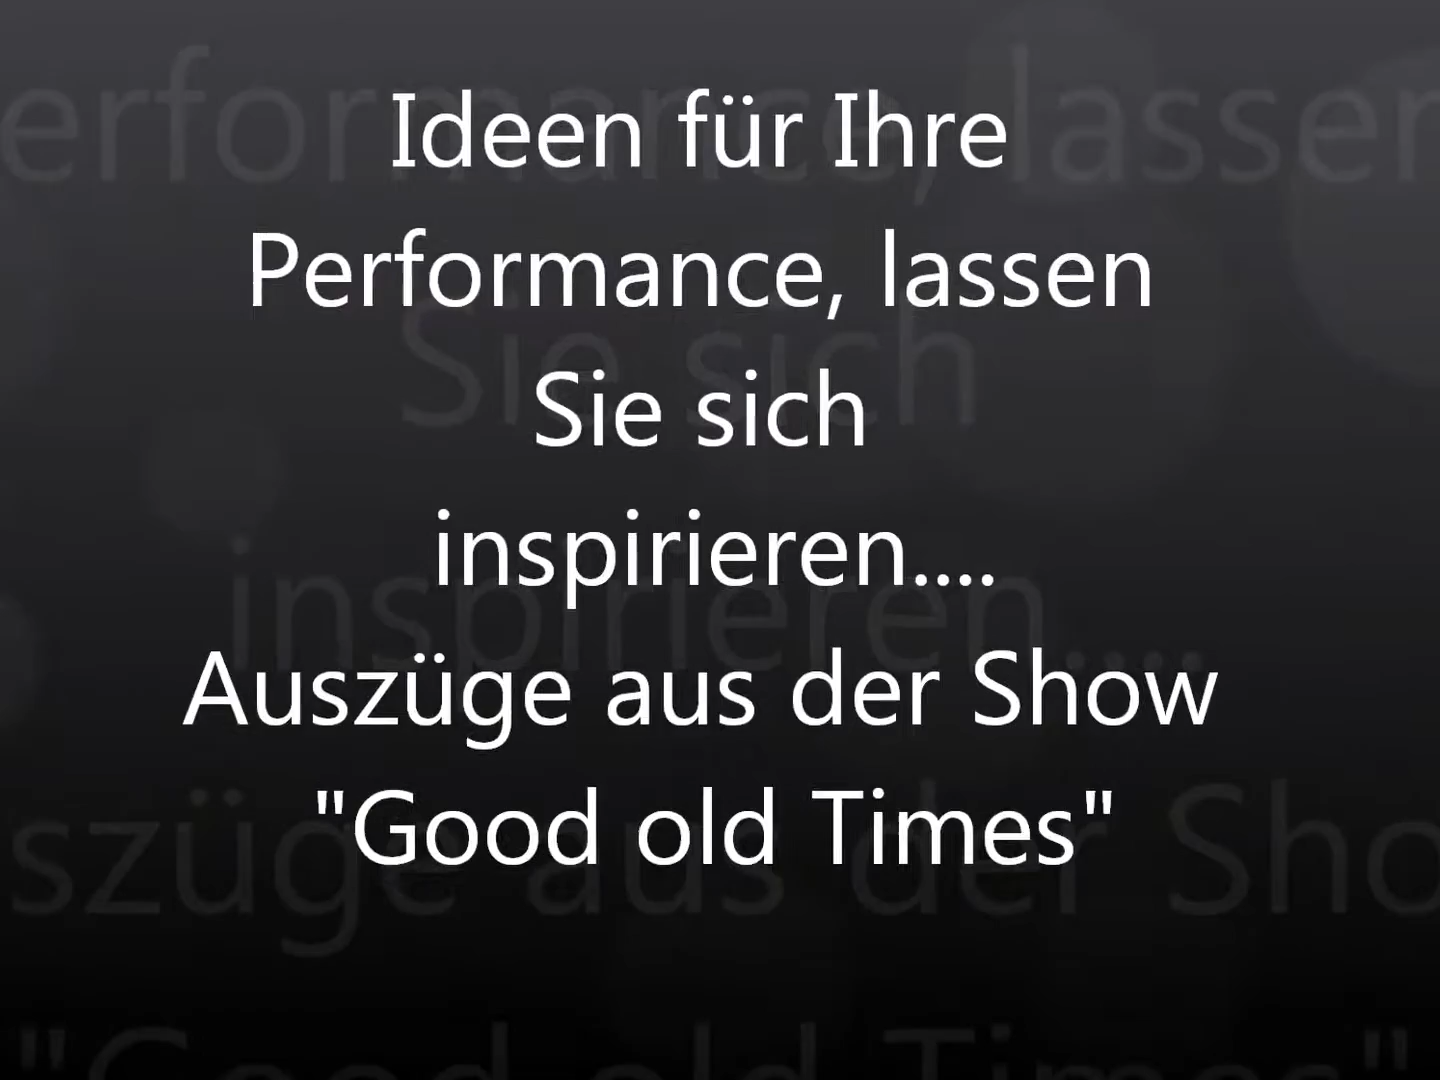 Ideen für Ihre
Performance, lassen
Sie sich
inspirieren....
Auszüge aus der Show
"Good old Times"